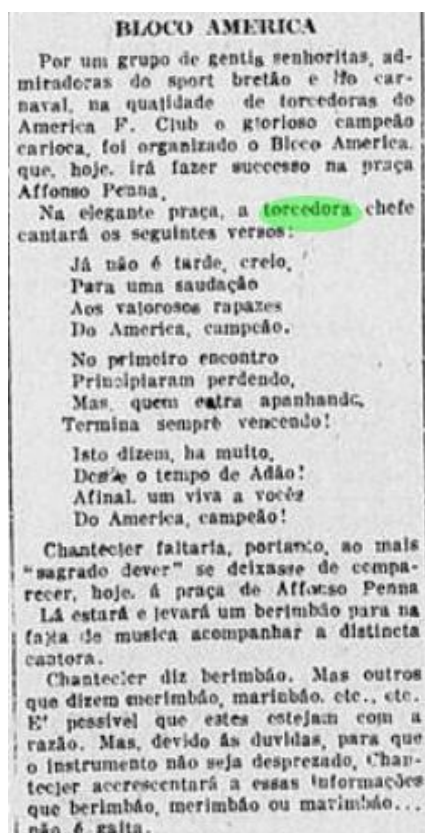 BLOCO AMERICA
Por um grupo de gentis senhoritas, ad-
miradoras do sport bretão e do car-
naval, na qualidade de torcedoras do
America F. Club o glorioso campeão
carioca, foi organizado o Bloco America,
que, hoje, irá fazer successo na praça
Affonso Penna.
Na elegante praça, a torcedora chefe
cantará os seguintes versos:
Já não é tarde, creio,
Para uma saudação
Aos valorosos rapazes
Do America, campeão.
No primeiro encontro
Principiaram perdendo,
Mas, quem entra apanhando,
Termina sempre vencendo!
Isto dizem, ha muito,
Desde o tempo de Adão!
Afinal, um viva a vocês
Do America, campeão!
Chantecler faltaria, portanto, ao mais
"sagrado dever" se deixasse de compa-
recer, hoje, á praça de Affonso Penna
Lá estará e levará um berimbão para na
falta de musica acompanhar a distincta
cantora.
Chantecler diz berimbão. Mas outros
que dizem merimbão, marinbão, etc., etc.
E' possivel que estes estejam com a
razão. Mas, devido ás duvidas, para que
o instrumento não seja desprezado, Chan-
tecler accrescentará a essas informações
que berimbão, merimbão ou marimbão...
não é gaita.